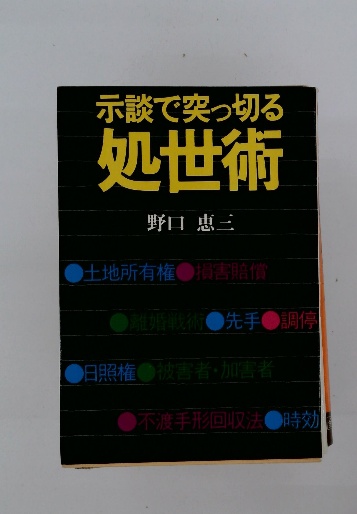 示談で突っ切る
処世術
野口 恵三
●土地所有権●損害賠償
●離婚戦術●先手●調停
●日照権●被害者・加害者
●不渡手形回収法●時効